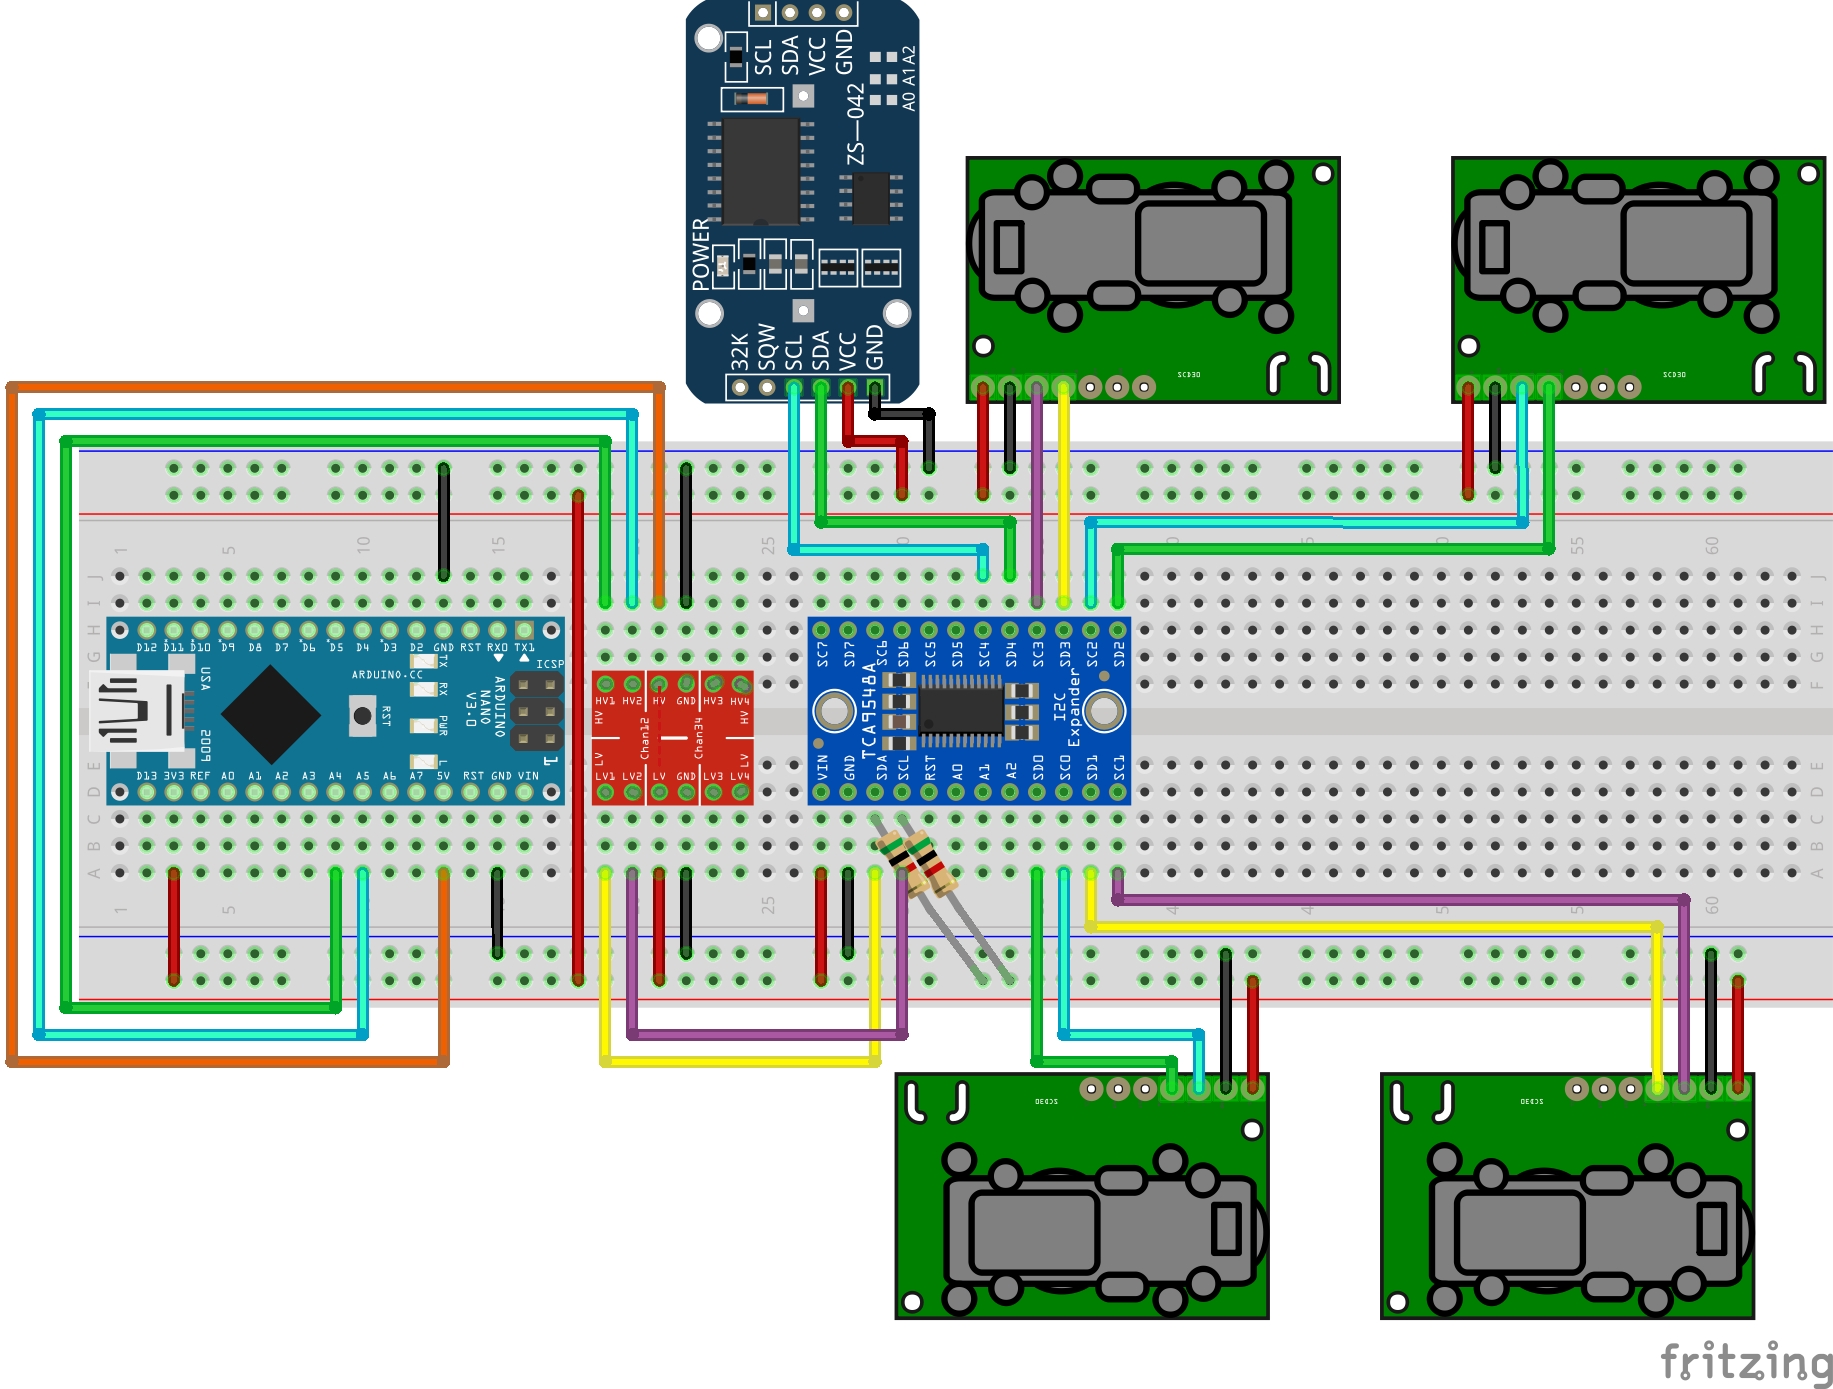 SCL SDA VCC GND
A0 A1 A2
ZS-042
POWER
32K SQW SCL SDA VCC GND
SCD30
SCD30
1 5 10 15 25 55 60
J
I
H
G
F
E
D
C
B
A
J
I
H
G
F
E
D
C
B
A
D12 D11 D10 D9 D8 D7 D6 D5 D4 D3 D2 GND RST RX0 TX1
USA
2009
ARDUINO.CC
RST
TX
RX
PWR
L
ARDUINO
NANO
V3.0
ICSP
1
D13 3V3 REF A0 A1 A2 A3 A4 A5 A6 A7 5V RST GND VIN
HV1 HV2 HV GND HV3 HV4
HV HV
Chan12 Chan34
LV LV
LV1 LV2 LV GND LV3 LV4
SC7 SD7 SC6 SD6 SC5 SD5 SC4 SD4 SC3 SD3 SC2 SD2
TCA9548A
I2C
Expander
VIN GND SDA SCL RST A0 A1 A2 SD0 SC0 SD1 SC1
1 5 25 60
SCD30
SCD30
fritzing